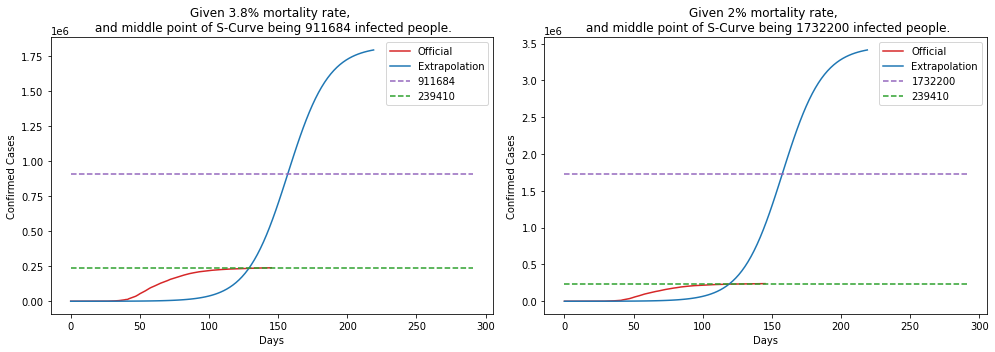 Given 3.8% mortality rate,
and middle point of S-Curve being 911684 infected people.
1e6
Official
Extrapolation
911684
239410
1.75
1.50
1.25
1.00
0.75
0.50
0.25
0.00
Confirmed Cases
0 50 100 150 200 250 300
Days
Given 2% mortality rate,
and middle point of S-Curve being 1732200 infected people.
1e6
Official
Extrapolation
1732200
239410
3.5
3.0
2.5
2.0
1.5
1.0
0.5
0.0
Confirmed Cases
0 50 100 150 200 250 300
Days